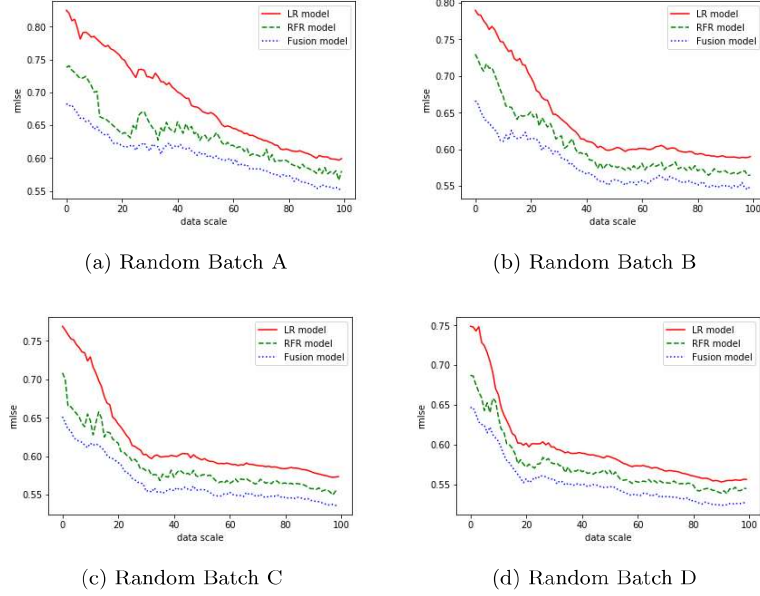 0.80
0.75
0.70
0.65
0.60
0.55
rmlse
LR model
RFR model
Fusion model
0 20 40 60 80 100
data scale
(a) Random Batch A
0.80
0.75
0.70
0.65
0.60
0.55
rmlse
LR model
RFR model
Fusion model
0 20 40 60 80 100
data scale
(b) Random Batch B
0.75
0.70
0.65
0.60
0.55
rmlse
LR model
RFR model
Fusion model
0 20 40 60 80 100
data scale
(c) Random Batch C
0.75
0.70
0.65
0.60
0.55
rmlse
LR model
RFR model
Fusion model
0 20 40 60 80 100
data scale
(d) Random Batch D